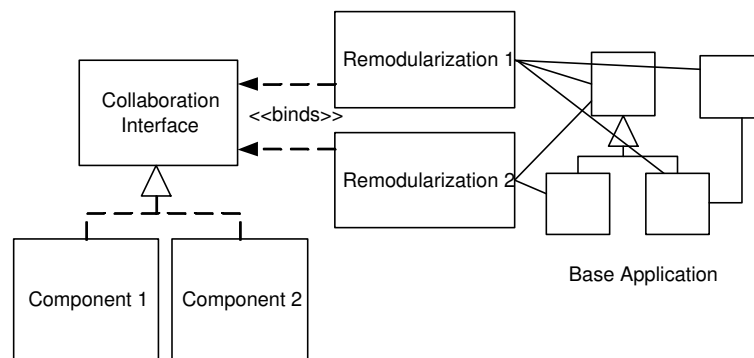 Remodularization 1
Collaboration
Interface
<<binds>>
Remodularization 2
Base Application
Component 1
Component 2